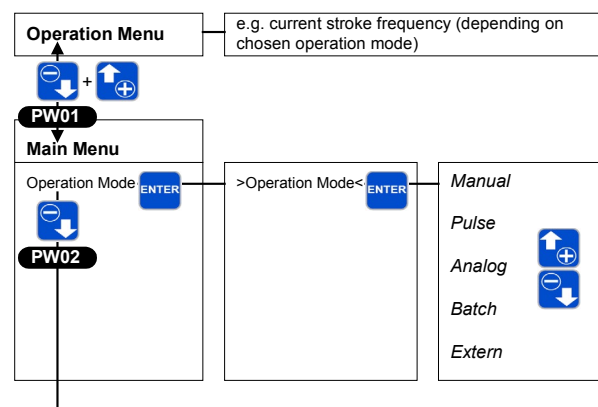 Operation Menu
e.g. current stroke frequency (depending on
chosen operation mode)
+
PW01
Main Menu
Operation Mode ENTER
>Operation Mode< ENTER
Manual
Pulse
Analog
Batch
Extern
PW02